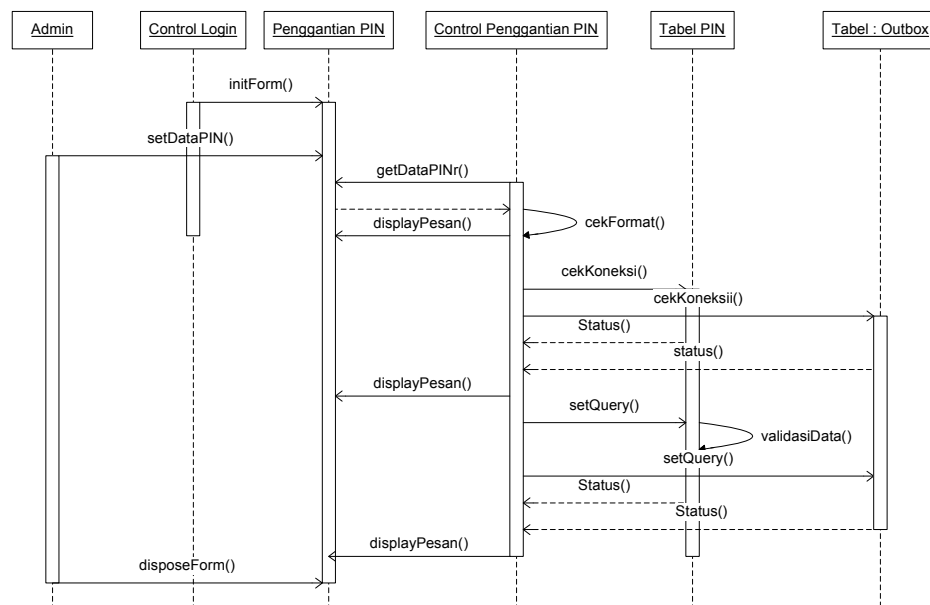 Admin
Control Login
Penggantian PIN
Control Penggantian PIN
Tabel PIN
Tabel : Outbox
initForm()
setDataPIN()
getDataPINr()
displayPesan()
cekFormat()
cekKoneksi()
cekKoneksii()
Status()
status()
displayPesan()
setQuery()
validasiData()
setQuery()
Status()
Status()
displayPesan()
disposeForm()